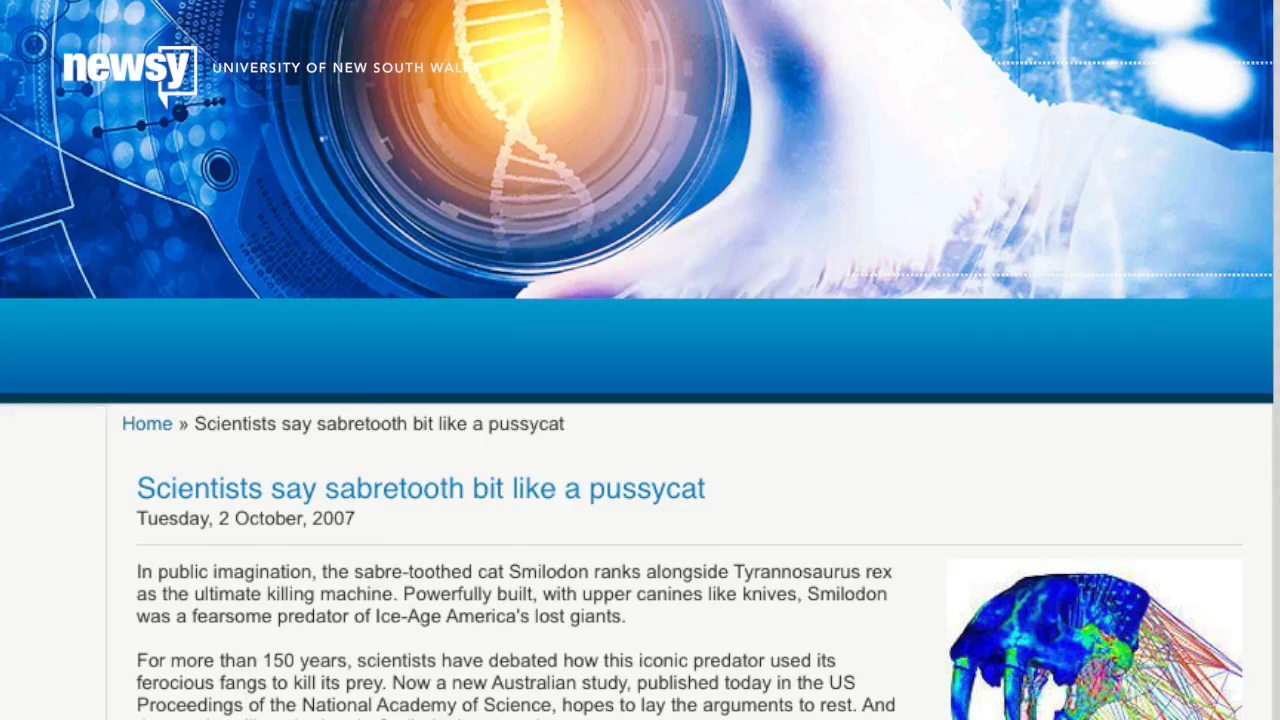 newsy UNIVERSITY OF NEW SOUTH WALES
Home » Scientists say sabretooth bit like a pussycat
Scientists say sabretooth bit like a pussycat
Tuesday, 2 October, 2007
In public imagination, the sabre-toothed cat Smilodon ranks alongside Tyrannosaurus rex
as the ultimate killing machine. Powerfully built, with upper canines like knives, Smilodon
was a fearsome predator of Ice-Age America's lost giants.
For more than 150 years, scientists have debated how this iconic predator used its
ferocious fangs to kill its prey. Now a new Australian study, published today in the US
Proceedings of the National Academy of Science, hopes to lay the arguments to rest. And